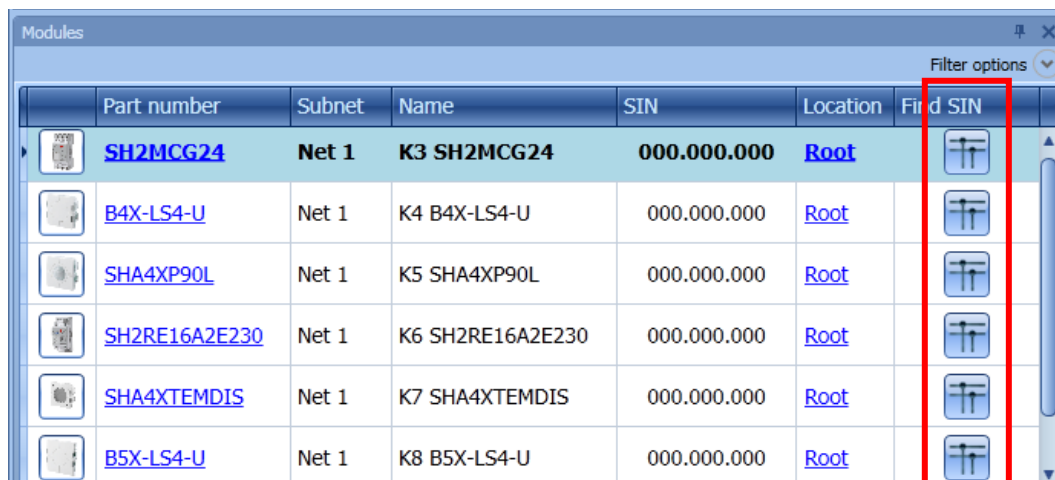 Modules
Filter options
Part number Subnet Name SIN Location Find SIN
SH2MCG24 Net 1 K3 SH2MCG24 000.000.000 Root
B4X-LS4-U Net 1 K4 B4X-LS4-U 000.000.000 Root
SHA4XP90L Net 1 K5 SHA4XP90L 000.000.000 Root
SH2RE16A2E230 Net 1 K6 SH2RE16A2E230 000.000.000 Root
SHA4XTEMDIS Net 1 K7 SHA4XTEMDIS 000.000.000 Root
B5X-LS4-U Net 1 K8 B5X-LS4-U 000.000.000 Root